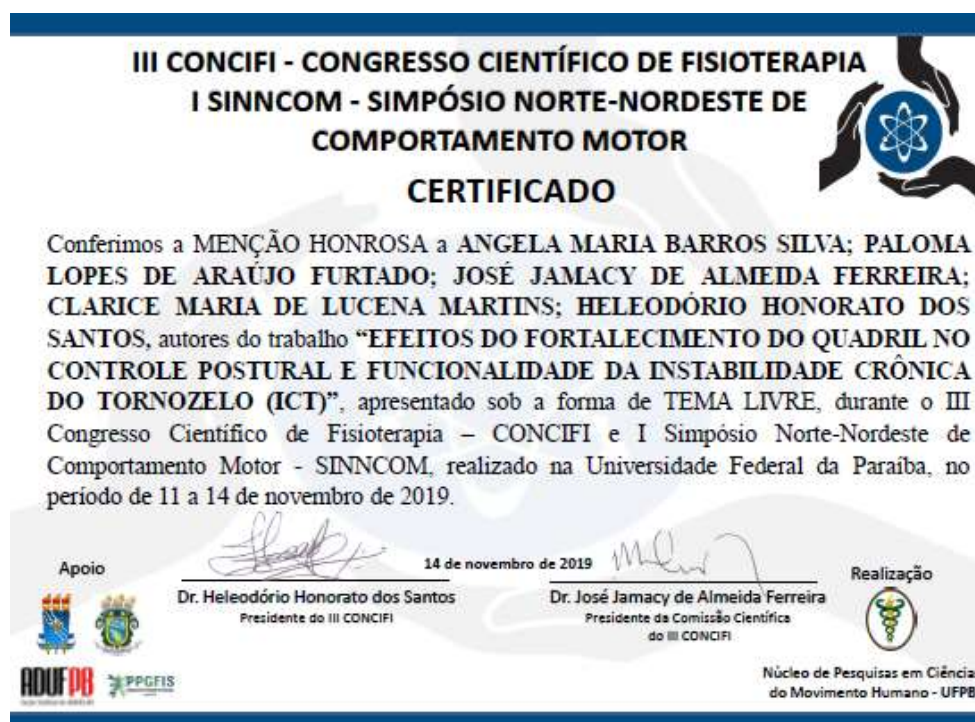 III CONCIFI - CONGRESSO CIENTÍFICO DE FISIOTERAPIA
I SINNCOM - SIMPÓSIO NORTE-NORDESTE DE
COMPORTAMENTO MOTOR
CERTIFICADO
Conferimos a MENÇÃO HONROSA a ANGELA MARIA BARROS SILVA; PALOMA
LOPES DE ARAÚJO FURTADO; JOSÉ JAMACY DE ALMEIDA FERREIRA;
CLARICE MARIA DE LUCENA MARTINS; HELEODÓRIO HONORATO DOS
SANTOS, autores do trabalho “EFEITOS DO FORTALECIMENTO DO QUADRIL NO
CONTROLE POSTURAL E FUNCIONALIDADE DA INSTABILIDADE CRÔNICA
DO TORNOZELO (ICT)”, apresentado sob a forma de TEMA LIVRE, durante o III
Congresso Científico de Fisioterapia – CONCIFI e I Simpósio Norte-Nordeste de
Comportamento Motor - SINNCOM, realizado na Universidade Federal da Paraíba, no
período de 11 a 14 de novembro de 2019.
14 de novembro de 2019
Apoio
Dr. Heleodório Honorato dos Santos
Presidente do III CONCIFI
Dr. José Jamacy de Almeida Ferreira
Presidente da Comissão Científica
do III CONCIFI
Realização
ADUFPB
PPGFIS
Núcleo de Pesquisas em Ciência
do Movimento Humano - UFPB